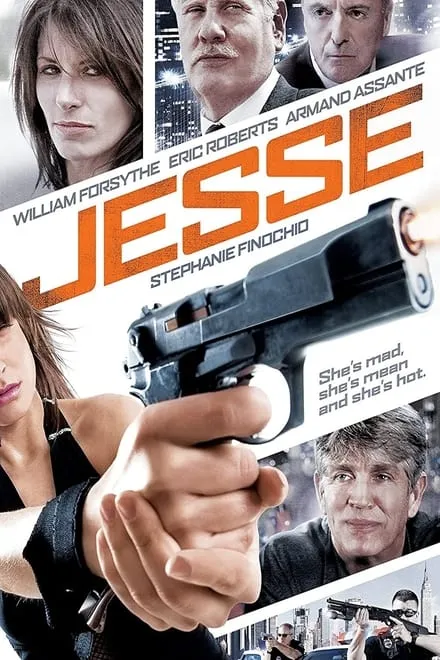 WILLIAM FORSYTHE ERIC ROBERTS ARMAND ASSANTE
JESSE
STEPHANIE FINOCHIO
She's mad,
she's mean
and she's hot.